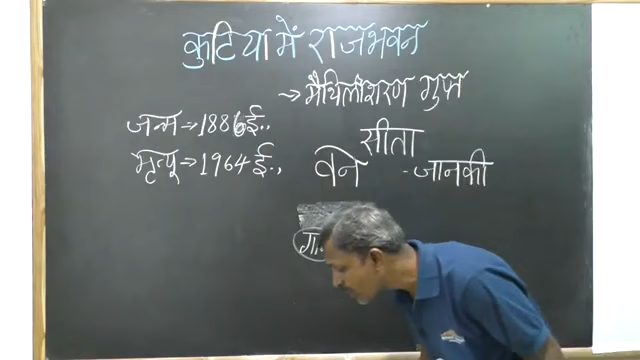 कुटिया में राजभवन
→ मैथिलीशरण गुप्त
जन्म → 1886 ई.,
मृत्यू → 1964 ई.,
सीता
वन
- जानकी